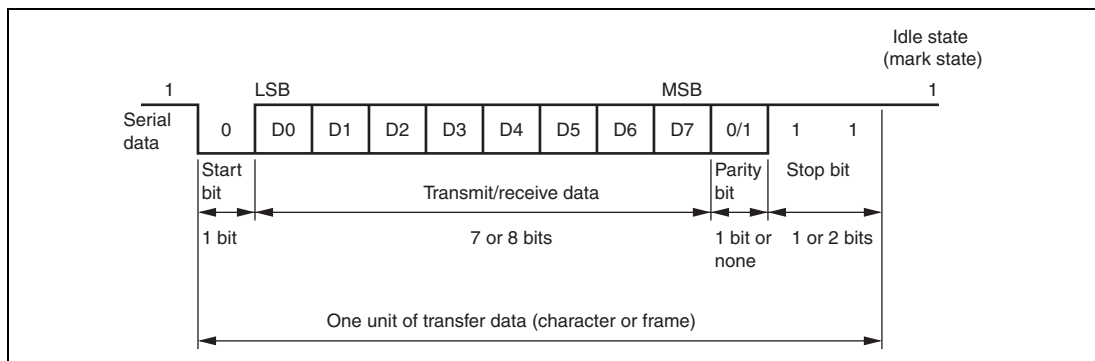 Idle state
(mark state)
1 LSB MSB 1
Serial
data
0 D0 D1 D2 D3 D4 D5 D6 D7 0/1 1 1
Start
bit
Transmit/receive data
Parity
bit
Stop bit
1 bit
7 or 8 bits
1 bit or
none
1 or 2 bits
One unit of transfer data (character or frame)